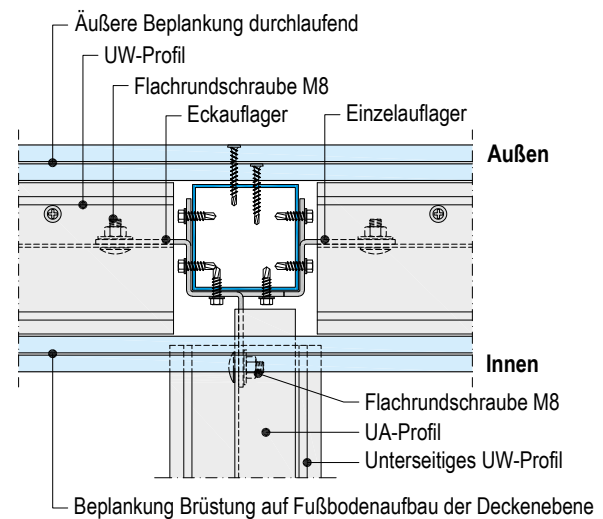 Äußere Beplankung durchlaufend
UW-Profil
Flachrundschraube M8
Eckauflager
Einzelauflager
Außen
Innen
Flachrundschraube M8
UA-Profil
Unterseitiges UW-Profil
Beplankung Brüstung auf Fußbodenaufbau der Deckenebene